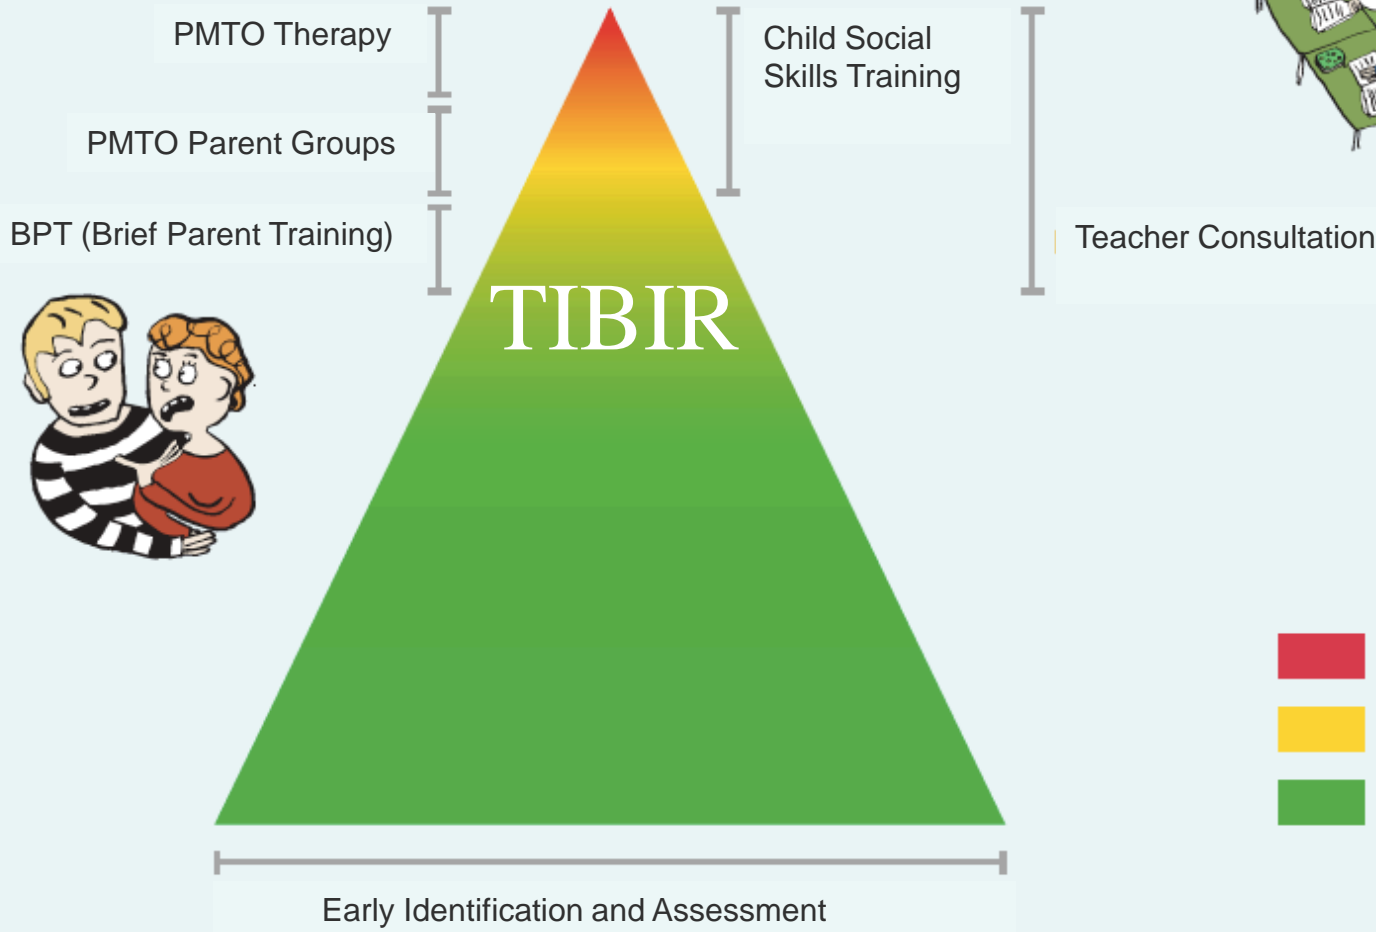 PMTO Therapy
Child Social
Skills Training
PMTO Parent Groups
BPT (Brief Parent Training)
Teacher Consultation
TIBIR
Early Identification and Assessment